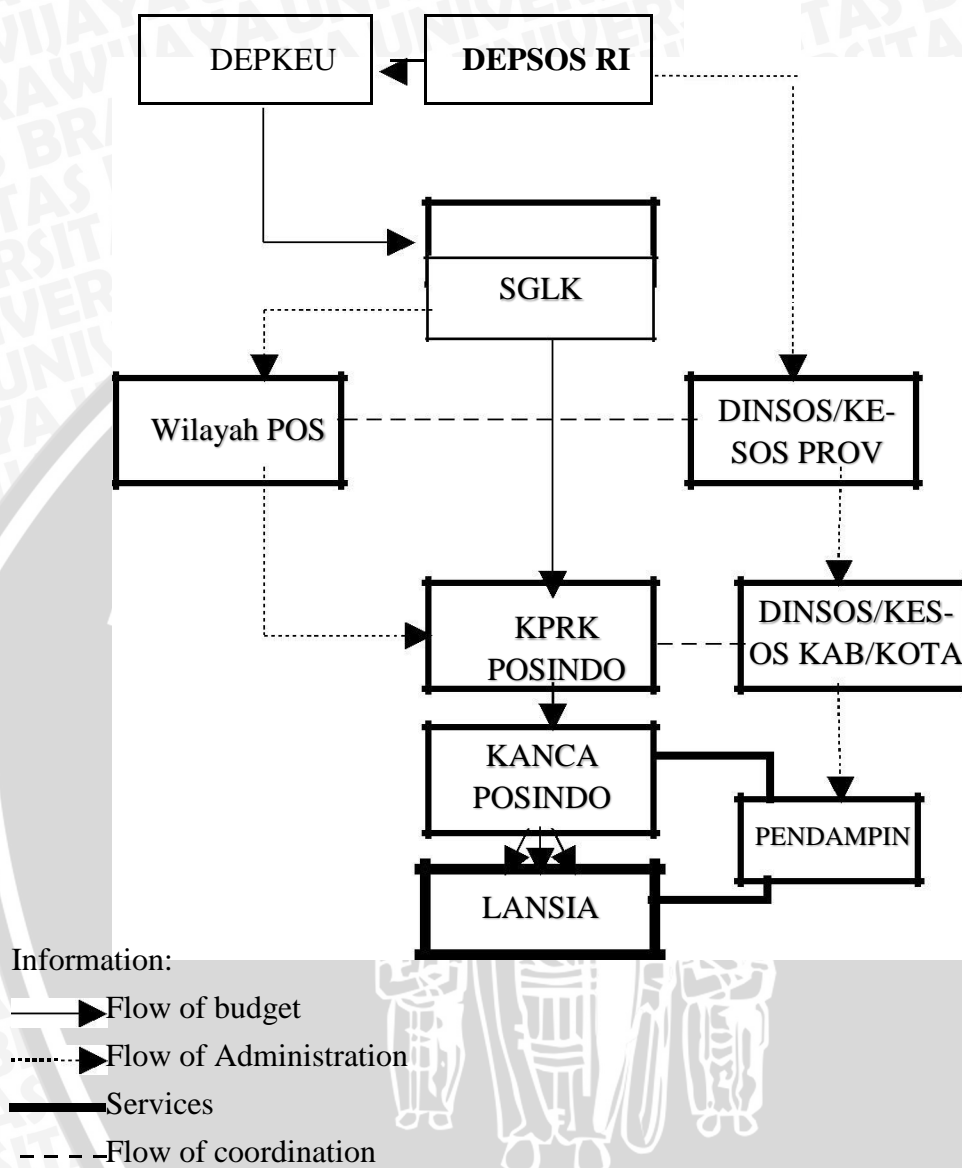 DEPKEU
DEPSOS RI
SGLK
Wilayah POS
DINSOS/KE-
SOS PROV
KPRK
POSINDO
DINSOS/KES-
OS KAB/KOTA
KANCA
POSINDO
PENDAMPIN
LANSIA
Information:
Flow of budget
Flow of Administration
Services
Flow of coordination